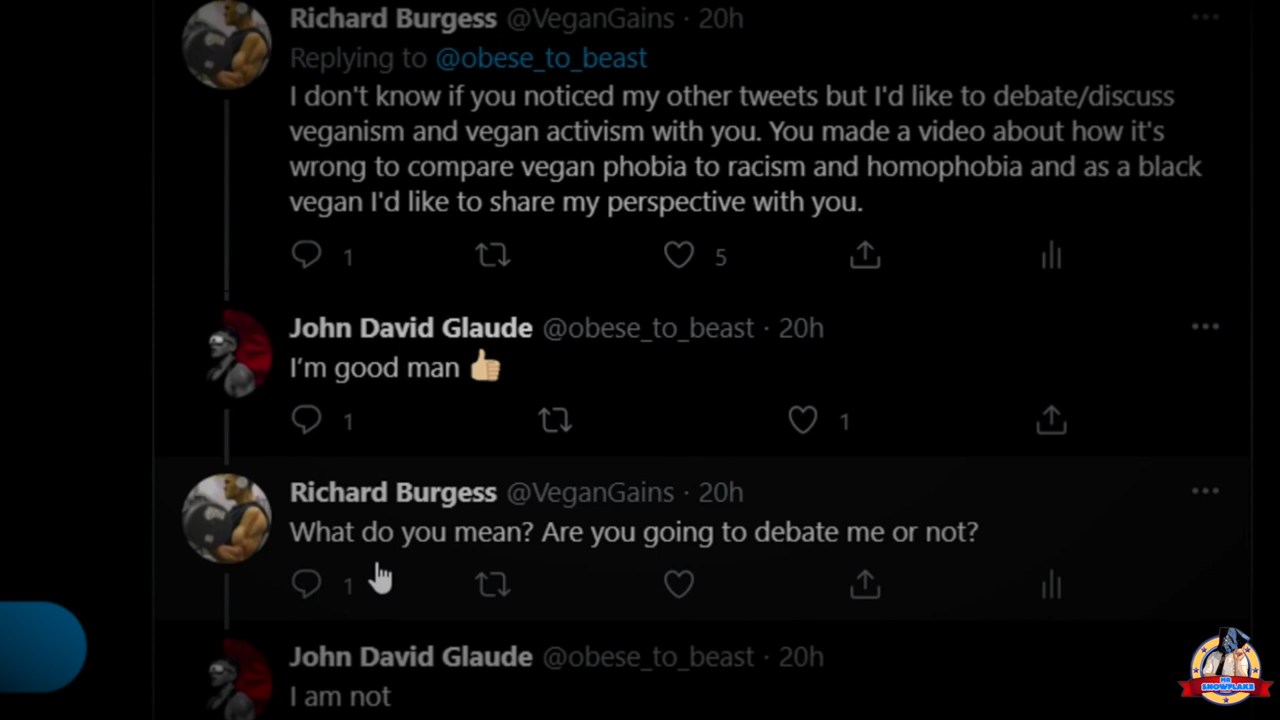 Richard Burgess @VeganGains · 20h
Replying to @obese_to_beast
I don't know if you noticed my other tweets but I'd like to debate/discuss
veganism and vegan activism with you. You made a video about how it's
wrong to compare vegan phobia to racism and homophobia and as a black
vegan I'd like to share my perspective with you.
1 5
John David Glaude @obese_to_beast · 20h
I’m good man 👍🏼
1 1
Richard Burgess @VeganGains · 20h
What do you mean? Are you going to debate me or not?
1
John David Glaude @obese_to_beast · 20h
I am not
MR
SNOWFLAKE